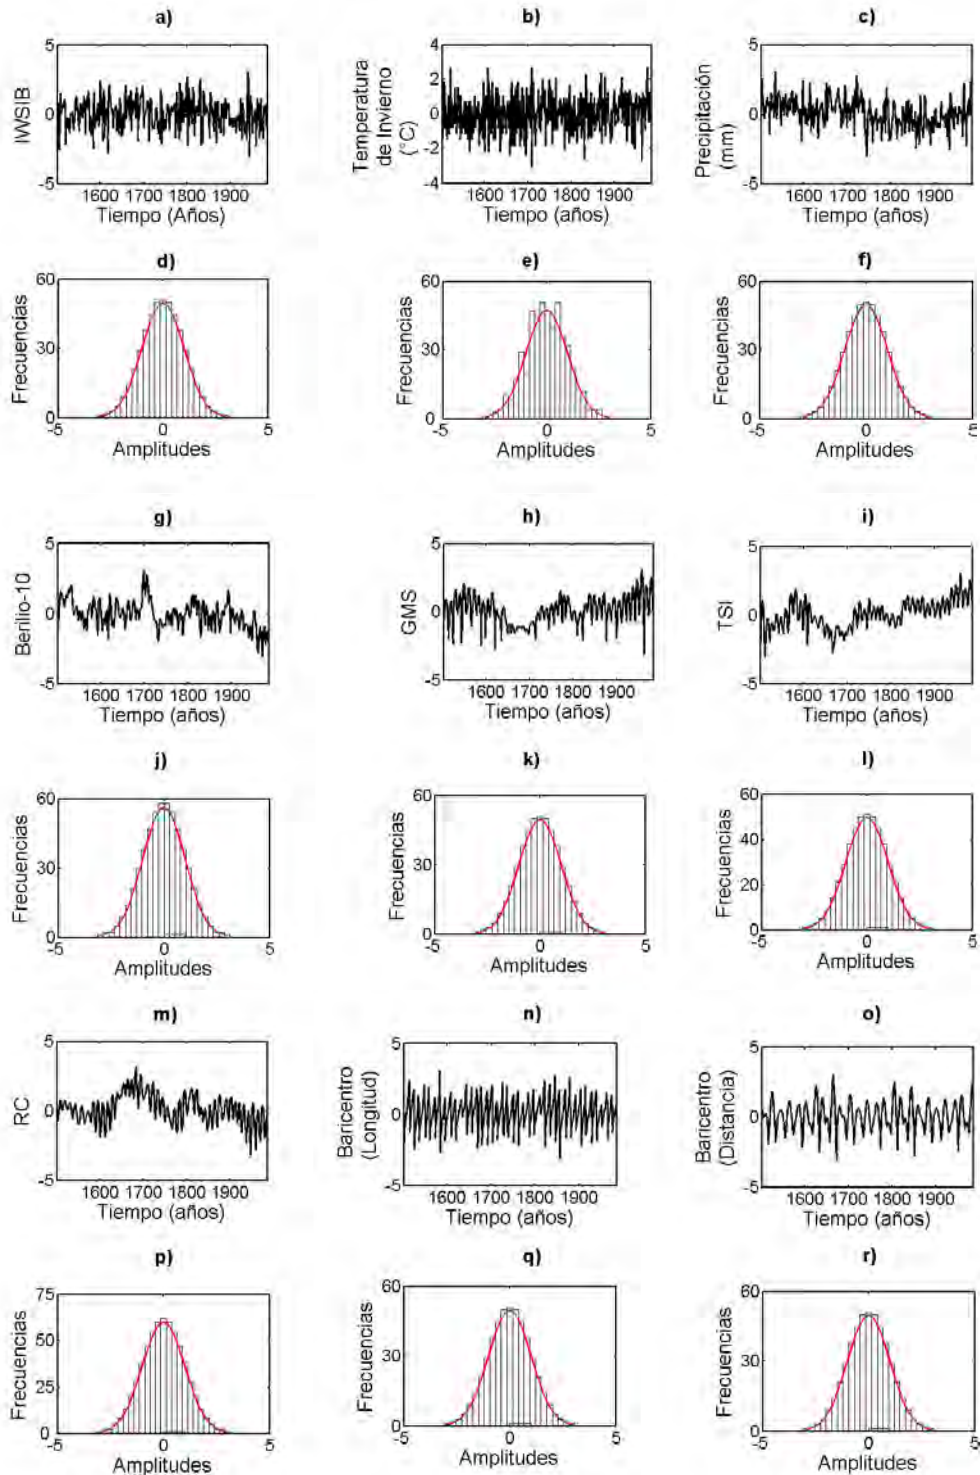 a)
5
0
-5
IWSIB
1600 1700 1800 1900
Tiempo (Años)
b)
4
2
0
-2
-4
Temperatura
de Invierno
(°C)
1600 1700 1800 1900
Tiempo (años)
c)
5
0
-5
Precipitación
(mm)
1600 1700 1800 1900
Tiempo (años)
d)
60
30
0
Frecuencias
-5 0 5
Amplitudes
e)
60
30
0
Frecuencias
-5 0 5
Amplitudes
f)
60
30
0
Frecuencias
-5 0 5
Amplitudes
g)
5
0
-5
Berilio-10
1600 1700 1800 1900
Tiempo (años)
h)
5
0
-5
GMS
1600 1700 1800 1900
Tiempo (años)
i)
5
0
-5
TSI
1600 1700 1800 1900
Tiempo (años)
j)
60
30
0
Frecuencias
-5 0 5
Amplitudes
k)
60
30
0
Frecuencias
-5 0 5
Amplitudes
l)
60
40
20
0
Frecuencias
-5 0 5
Amplitudes
m)
5
0
-5
RC
1600 1700 1800 1900
Tiempo (años)
n)
5
0
-5
Baricentro
(Longitud)
1600 1700 1800 1900
Tiempo (años)
o)
5
0
-5
Baricentro
(Distancia)
1600 1700 1800 1900
Tiempo (años)
p)
75
50
25
0
Frecuencias
-5 0 5
Amplitudes
q)
60
30
0
Frecuencias
-5 0 5
Amplitudes
r)
60
30
0
Frecuencias
-5 0 5
Amplitudes